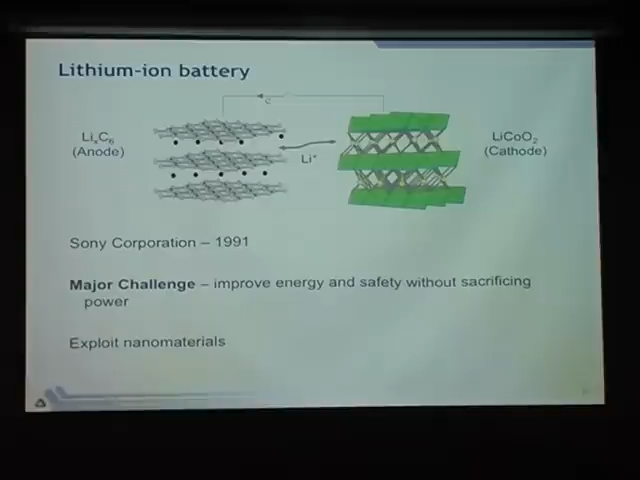 Lithium-ion battery
e
LiₓC₆
(Anode)
Li⁺
LiCoO₂
(Cathode)
Sony Corporation – 1991
Major Challenge – improve energy and safety without sacrificing
power
Exploit nanomaterials